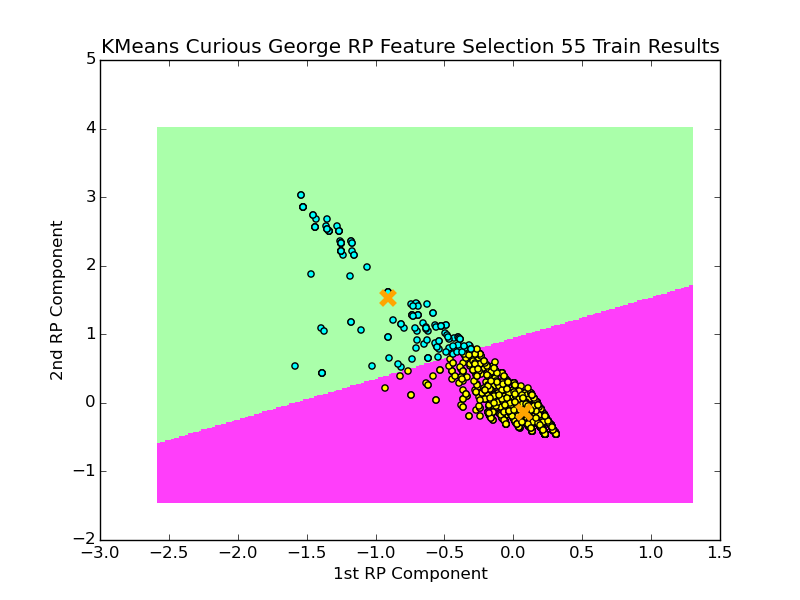 KMeans Curious George RP Feature Selection 55 Train Results
5
4
3
2
1
0
−1
−2
2nd RP Component
−3.0 −2.5 −2.0 −1.5 −1.0 −0.5 0.0 0.5 1.0 1.5
1st RP Component